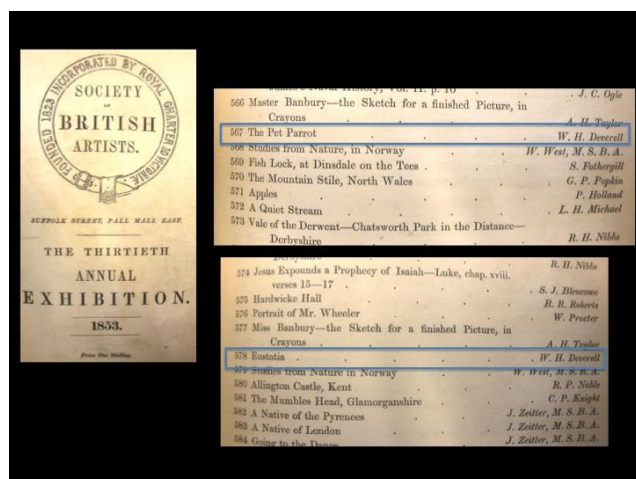 FOUNDED 1823 INCORPORATED BY ROYAL CHARTER
SOCIETY
OF
BRITISH
ARTISTS.
SUFFOLK STREET, PALL MALL EAST.
THE THIRTIETH
ANNUAL
EXHIBITION.
1853.
Price One Shilling.
J. C. Ogle
566 Master Banbury—the Sketch for a finished Picture, in
Crayons . . . . A. H. Taylor
567 The Pet Parrot . . . . W. H. Deverell
568 Studies from Nature, in Norway . . W. West, M. S. B. A.
569 Fish Lock, at Dinsdale on the Tees . . . S. Fothergill
570 The Mountain Stile, North Wales . . . G. P. Popkin
571 Apples . . . . . P. Holland
572 A Quiet Stream . . . . L. H. Michael
573 Vale of the Derwent—Chatsworth Park in the Distance—
Derbyshire . . . . R. H. Nibbs
Derbyshire . . . . R. H. Nibbs
574 Jesus Expounds a Prophecy of Isaiah—Luke, chap. xviii.
verses 15—17 . . . . S. J. Blencowe
575 Hardwicke Hall . . . . R. R. Roberts
576 Portrait of Mr. Wheeler . . . . W. Procter
577 Miss Banbury—the Sketch for a finished Picture, in
Crayons . . . . A. H. Taylor
578 Eustatia . . . . . W. H. Deverell
579 Studies from Nature in Norway . . W. West, M. S. B. A.
580 Allington Castle, Kent . . . R. P. Noble
581 The Mumbles Head, Glamorganshire . . . C. P. Knight
582 A Native of the Pyrenees . . J. Zeitter, M. S. B. A.
583 A Native of London . . . J. Zeitter, M. S. B. A.
584 Going to the Dance . . . J. Zeitter, M. S. B. A.